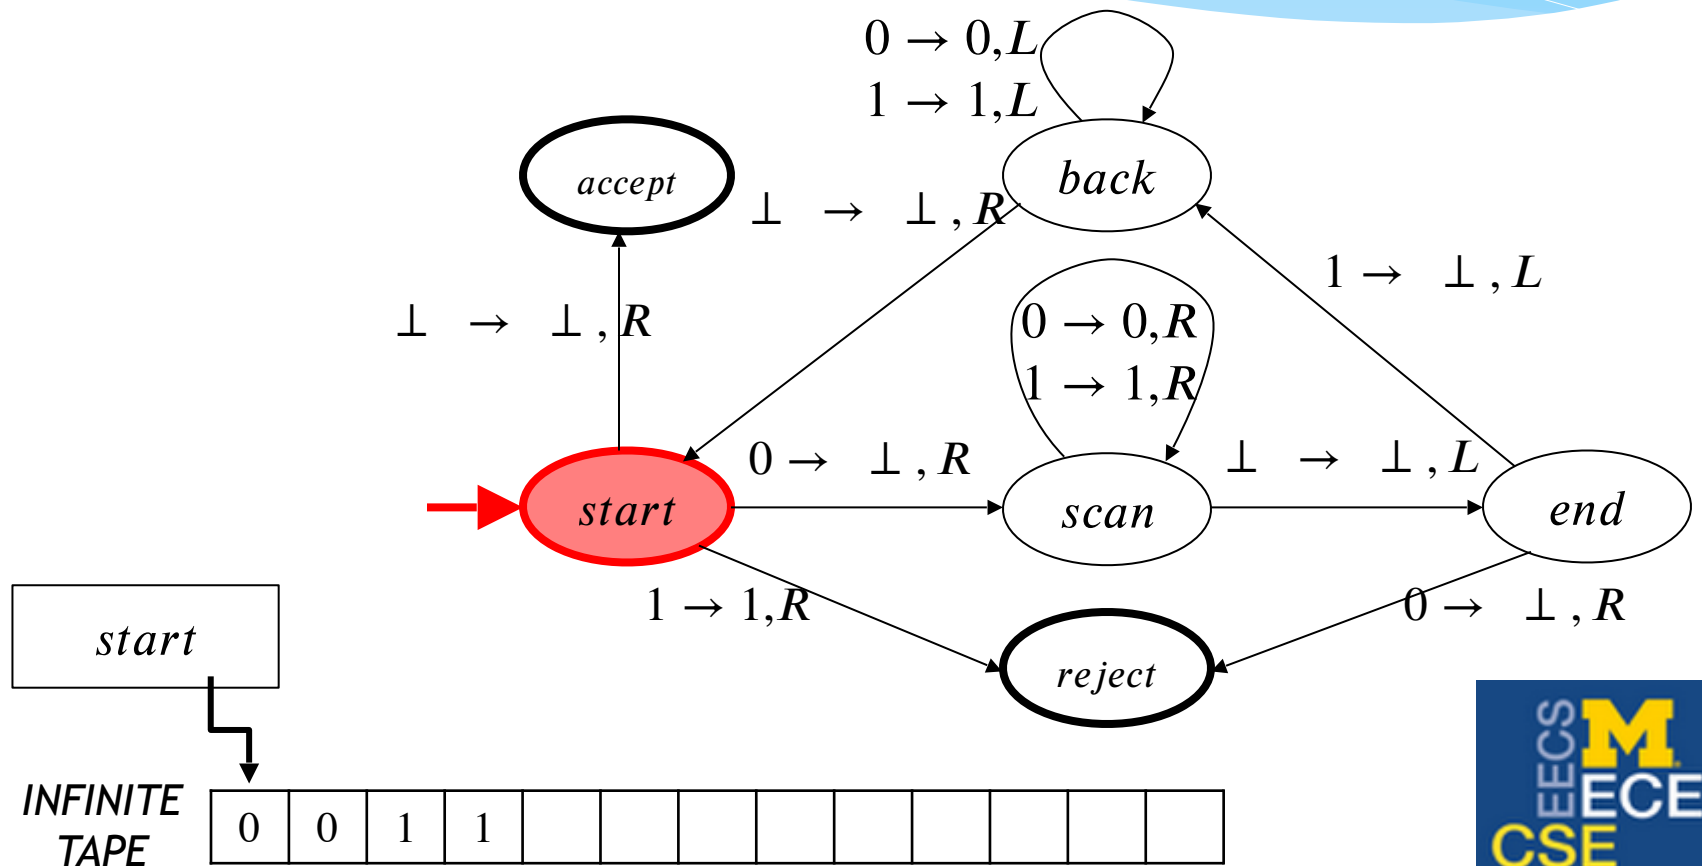 0 → 0,L
1 → 1,L
accept
back
⊥ → ⊥ , R
1 → ⊥ , L
⊥ → ⊥ , R
0 → 0,R
1 → 1,R
0 → ⊥ , R
⊥ → ⊥ , L
start
scan
end
1 → 1,R
0 → ⊥ , R
start
reject
INFINITE
TAPE
0 0 1 1
EECS
M
ECE
CSE